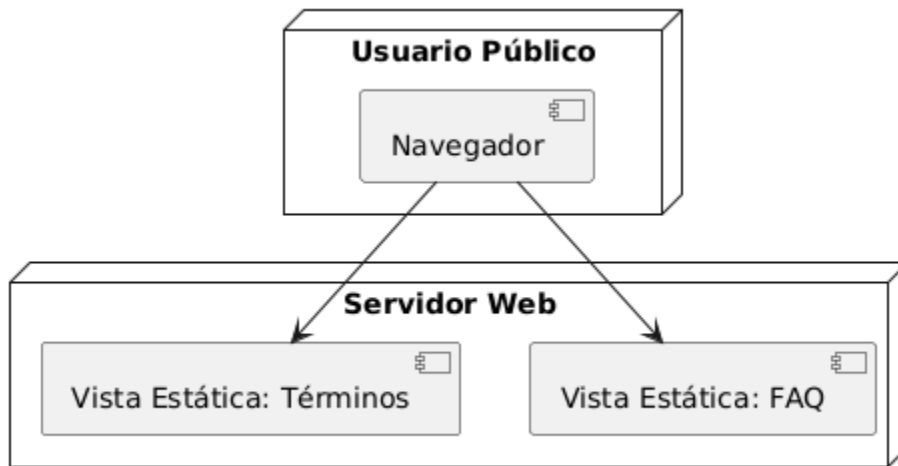 Usuario Público
Navegador
Servidor Web
Vista Estática: Términos
Vista Estática: FAQ